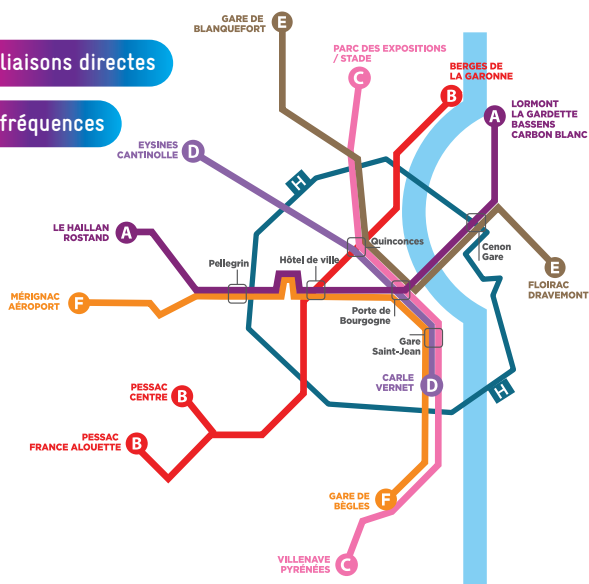 GARE DE
BLANQUEFORT
E
liaisons directes
PARC DES EXPOSITIONS
/ STADE
C
BERGES DE
LA GARONNE
B
fréquences
A
LORMONT
LA GARDETTE
BASSENS
CARBON BLANC
EYSINES
CANTINOLLE
D
H
LE HAILLAN
ROSTAND
A
Quinconces
Cenon
Gare
Pellegrin
Hôtel de ville
E
FLOIRAC
DRAVEMONT
MÉRIGNAC
AÉROPORT
F
Porte de
Bourgogne
Gare
Saint-Jean
CARLE
VERNET
D
H
PESSAC
CENTRE
B
PESSAC
FRANCE ALOUETTE
B
GARE DE
BÈGLES
F
VILLENAVE
PYRÉNÉES
C